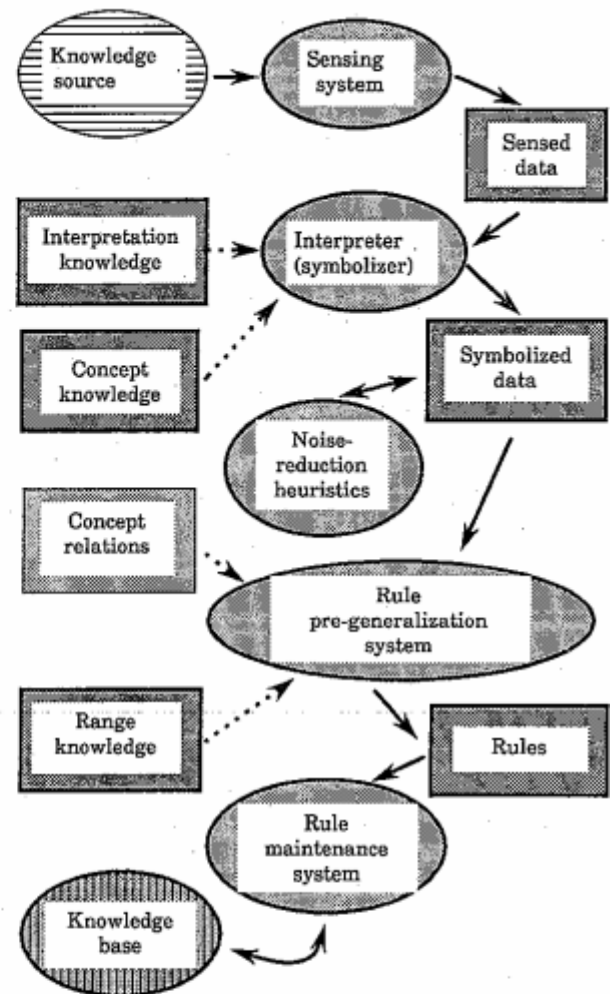 Knowledge
source
Sensing
system
Sensed
data
Interpretation
knowledge
Interpreter
(symbolizer)
Concept
knowledge
Symbolized
data
Noise-
reduction
heuristics
Concept
relations
Rule
pre-generalization
system
Range
knowledge
Rules
Rule
maintenance
system
Knowledge
base